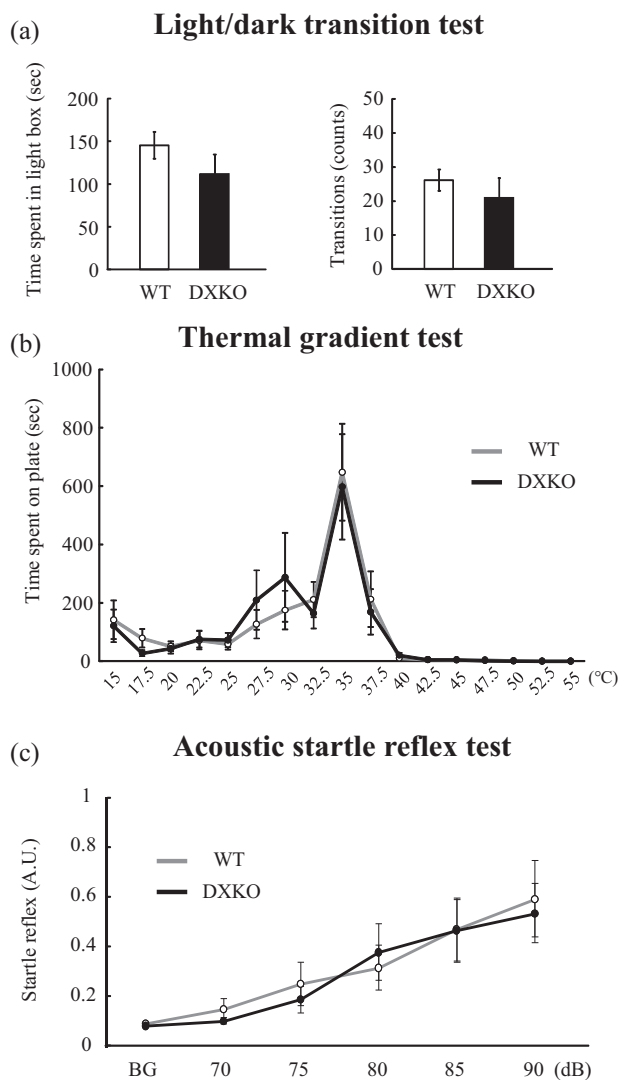 (a) Light/dark transition test
Time spent in light box (sec)
200
150
100
50
0
WT DXKO
Transitions (counts)
50
40
30
20
10
0
WT DXKO
(b) Thermal gradient test
Time spent on plate (sec)
1000
800
600
400
200
0
WT
DXKO
15 17.5 20 22.5 25 27.5 30 32.5 35 37.5 40 42.5 45 47.5 50 52.5 55 (°C)
(c) Acoustic startle reflex test
Startle reflex (A.U.)
1
0.8
0.6
0.4
0.2
0
WT
DXKO
BG 70 75 80 85 90 (dB)